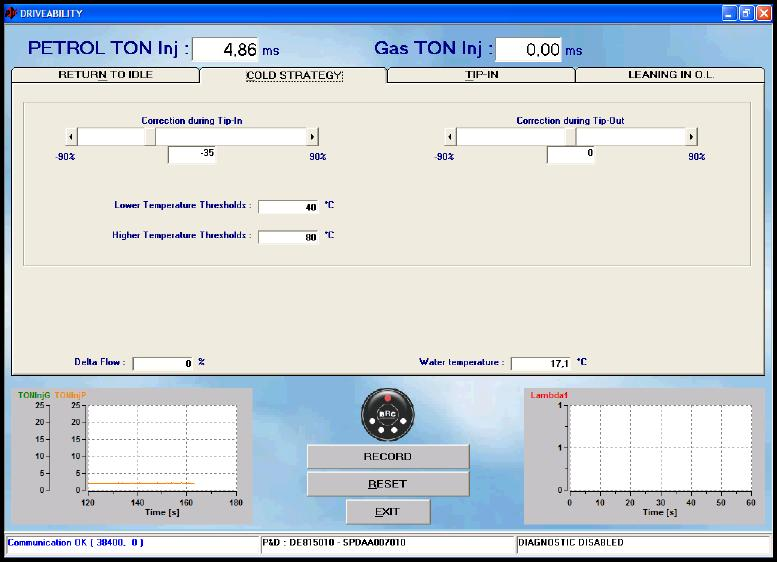 DRIVEABILITY
PETROL TON Inj : 4,86 ms Gas TON Inj : 0,00 ms
RETURN TO IDLE COLD STRATEGY TIP-IN LEANING IN O.L.
Correction during Tip-In Correction during Tip-Out
-90% -35 90% -90% 0 90%
Lower Temperature Thresholds : 40 °C
Higher Temperature Thresholds : 80 °C
Delta Flow : 0 % Water temperature : 17,1 °C
TONInjG TONInjP
25 25
20 20
15 15
10 10
5 5
0 0
120 140 160 180
Time [s]
BRC
RECORD
RESET
EXIT
Lambda1
1
1
0
0 10 20 30 40 50 60
Time [s]
Communication OK ( 38400, 0 ) P&D : DE815010 - SPDAA007010 DIAGNOSTIC DISABLED